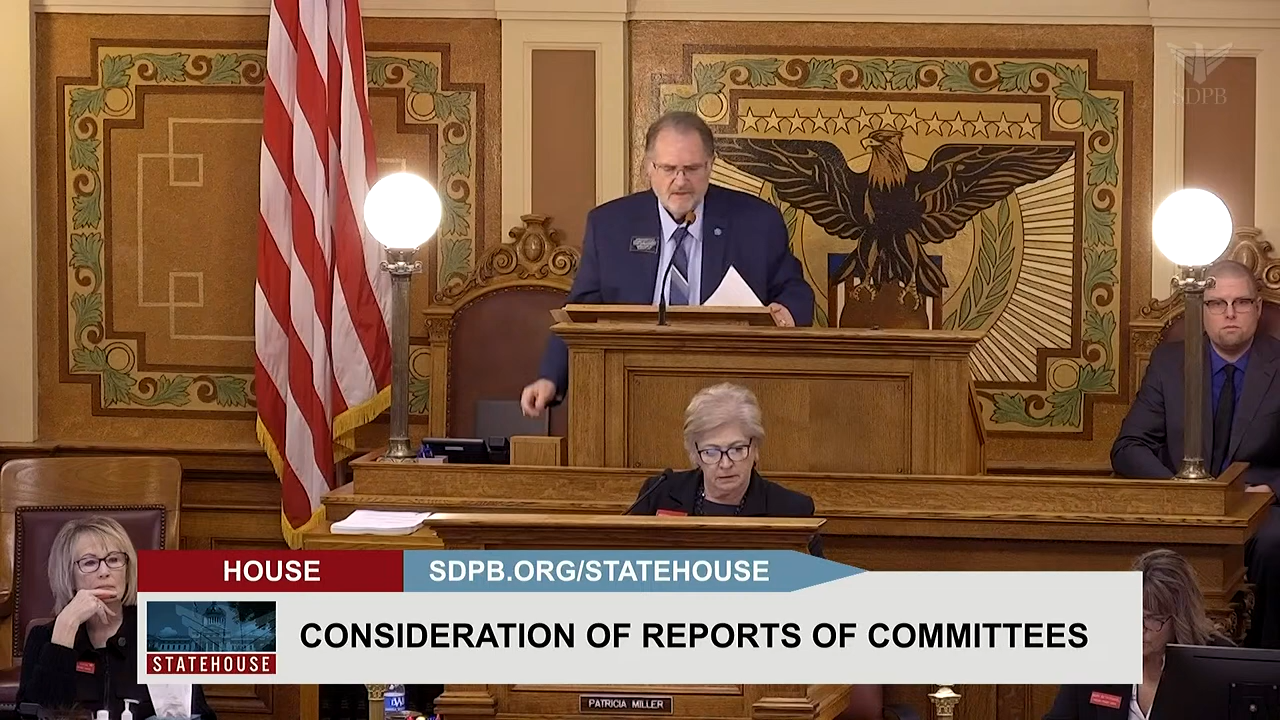 SDPB
HOUSE
SDPB.ORG/STATEHOUSE
CONSIDERATION OF REPORTS OF COMMITTEES
STATEHOUSE
PATRICIA MILLER